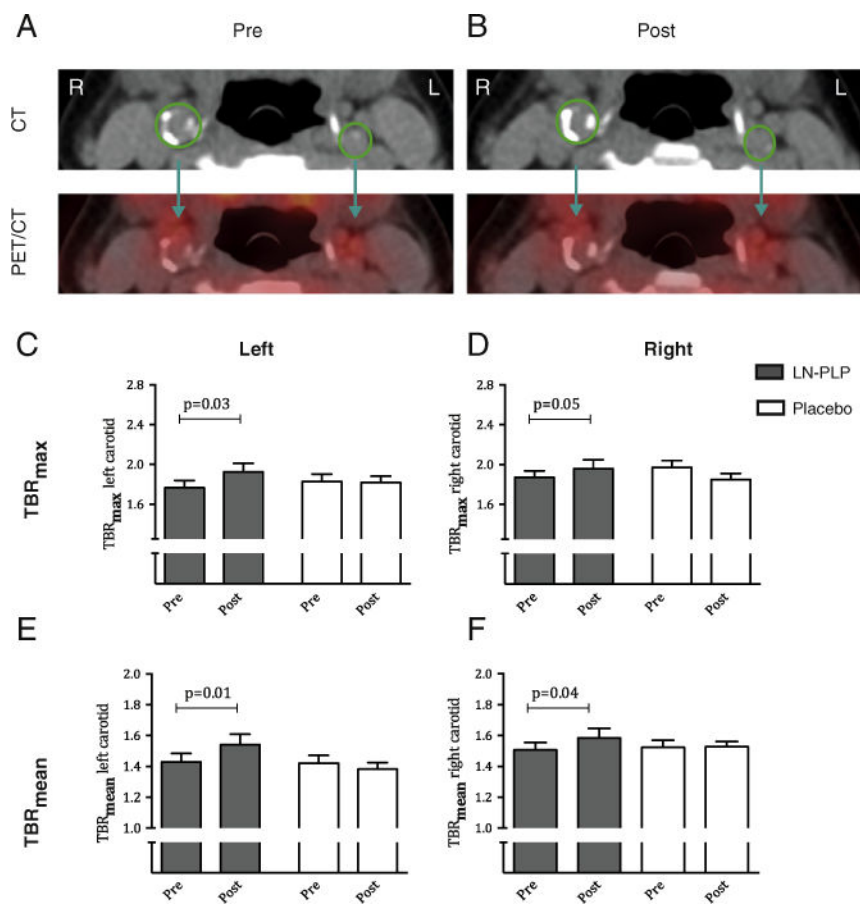 A
Pre
B
Post
CT
R
L
R
L
PET/CT
C
Left
D
Right
LN-PLP
Placebo
TBRmax
TBRmax left carotid
2.8
2.4
2.0
1.6
p=0.03
Pre
Post
Pre
Post
TBRmax right carotid
2.8
2.4
2.0
1.6
p=0.05
Pre
Post
Pre
Post
E
F
TBRmean
TBRmean left carotid
2.0
1.8
1.6
1.4
1.2
1.0
p=0.01
Pre
Post
Pre
Post
TBRmean right carotid
2.0
1.8
1.6
1.4
1.2
1.0
p=0.04
Pre
Post
Pre
Post